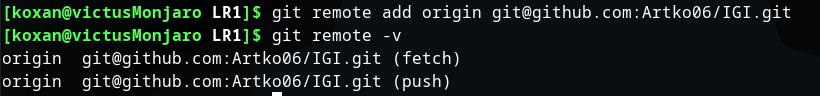 [koxan@victusMonjaro LR1]$ git remote add origin git@github.com:Artko06/IGI.git
[koxan@victusMonjaro LR1]$ git remote -v
origin  git@github.com:Artko06/IGI.git (fetch)
origin  git@github.com:Artko06/IGI.git (push)